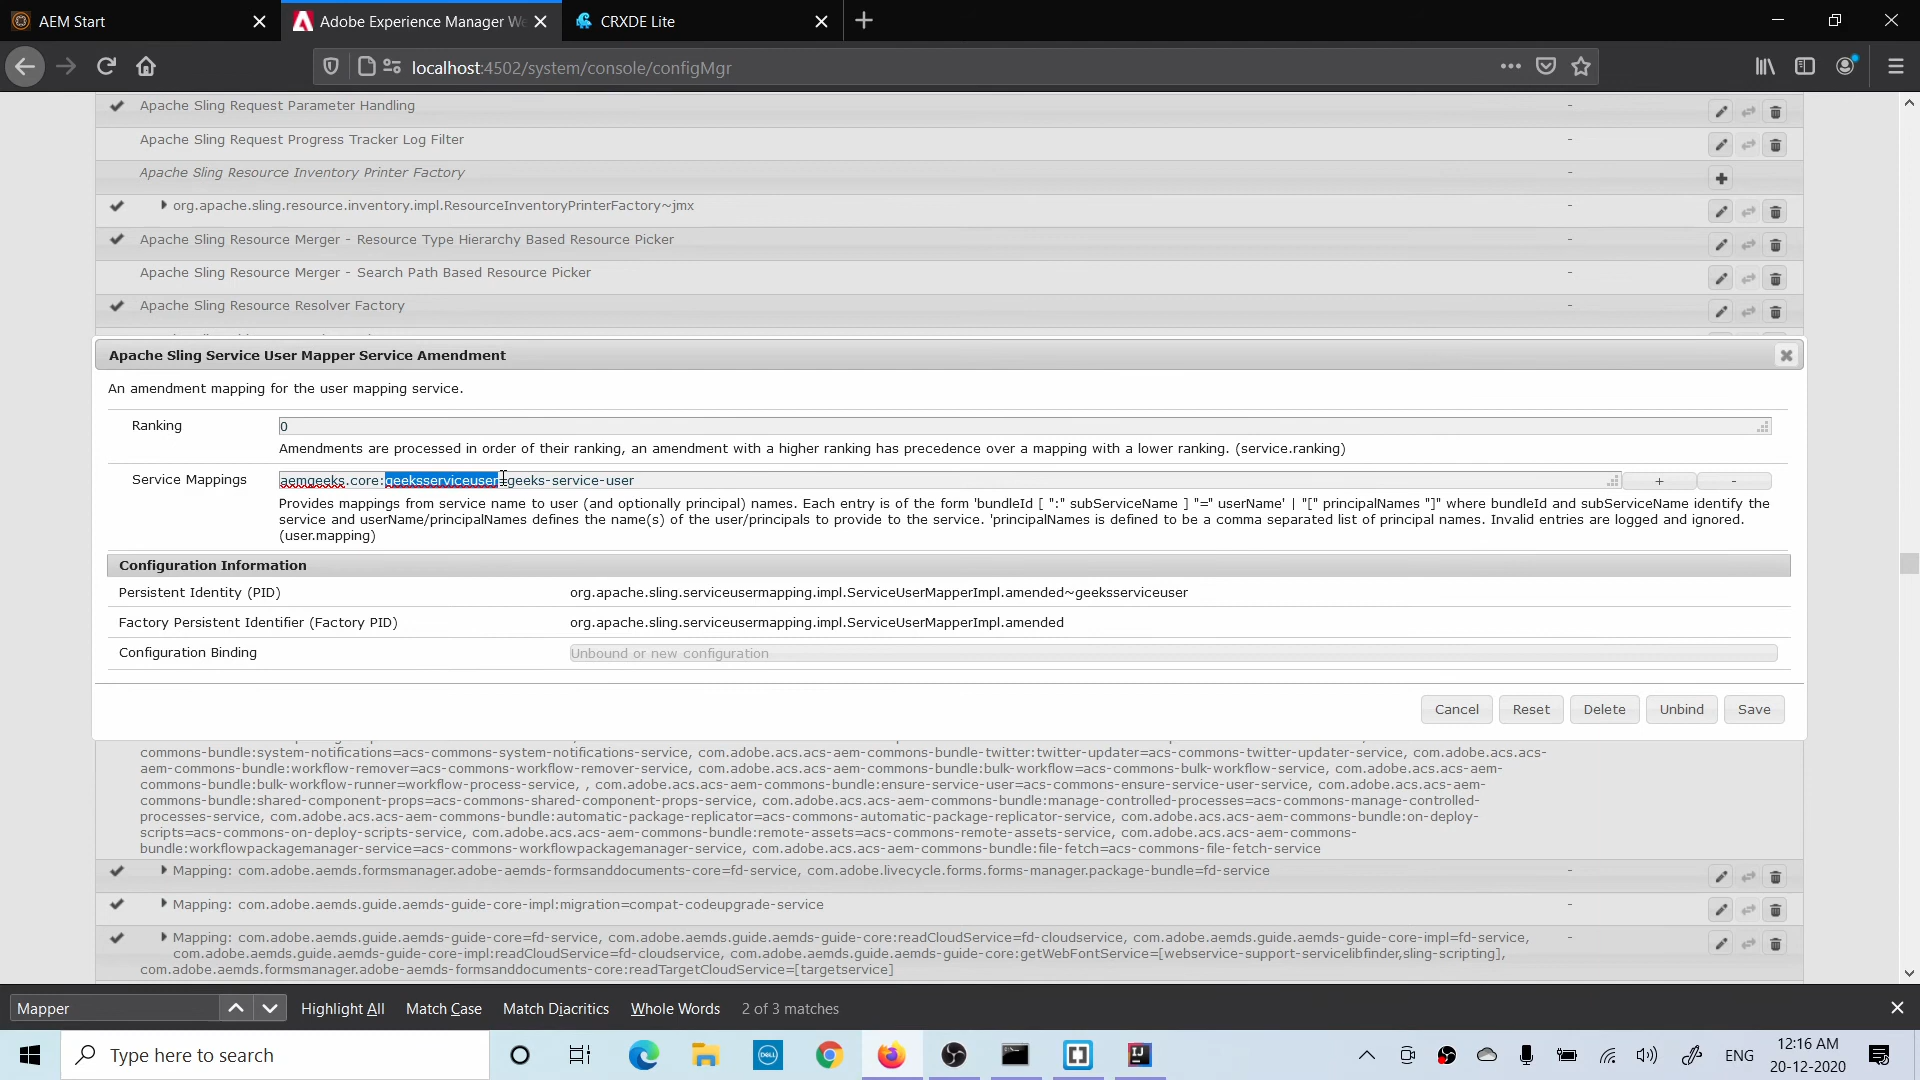 AEM Start
Adobe Experience Manager We
CRXDE Lite
localhost:4502/system/console/configMgr
Apache Sling Request Parameter Handling -
Apache Sling Request Progress Tracker Log Filter -
Apache Sling Resource Inventory Printer Factory -
org.apache.sling.resource.inventory.impl.ResourceInventoryPrinterFactory~jmx -
Apache Sling Resource Merger - Resource Type Hierarchy Based Resource Picker -
Apache Sling Resource Merger - Search Path Based Resource Picker -
Apache Sling Resource Resolver Factory -
Apache Sling Service User Mapper Service Amendment
An amendment mapping for the user mapping service.
Ranking 0
Amendments are processed in order of their ranking, an amendment with a higher ranking has precedence over a mapping with a lower ranking. (service.ranking)
Service Mappings aemgeeks.core:geeksserviceuser=geeks-service-user + -
Provides mappings from service name to user (and optionally principal) names. Each entry is of the form 'bundleId [ ":" subServiceName ] "=" userName' | "[" principalNames "]" where bundleId and subServiceName identify the
service and userName/principalNames defines the name(s) of the user/principals to provide to the service. 'principalNames is defined to be a comma separated list of principal names. Invalid entries are logged and ignored.
(user.mapping)
Configuration Information
Persistent Identity (PID) org.apache.sling.serviceusermapping.impl.ServiceUserMapperImpl.amended~geeksserviceuser
Factory Persistent Identifier (Factory PID) org.apache.sling.serviceusermapping.impl.ServiceUserMapperImpl.amended
Configuration Binding Unbound or new configuration
Cancel Reset Delete Unbind Save
commons-bundle:system-notifications=acs-commons-system-notifications-service, com.adobe.acs.acs-aem-commons-bundle-twitter:twitter-updater=acs-commons-twitter-updater-service, com.adobe.acs.acs-
aem-commons-bundle:workflow-remover=acs-commons-workflow-remover-service, com.adobe.acs.acs-aem-commons-bundle:bulk-workflow=acs-commons-bulk-workflow-service, com.adobe.acs.acs-aem-
commons-bundle:bulk-workflow-runner=workflow-process-service, , com.adobe.acs.acs-aem-commons-bundle:ensure-service-user=acs-commons-ensure-service-user-service, com.adobe.acs.acs-aem-
commons-bundle:shared-component-props=acs-commons-shared-component-props-service, com.adobe.acs.acs-aem-commons-bundle:manage-controlled-processes=acs-commons-manage-controlled-
processes-service, com.adobe.acs.acs-aem-commons-bundle:automatic-package-replicator=acs-commons-automatic-package-replicator-service, com.adobe.acs.acs-aem-commons-bundle:on-deploy-
scripts=acs-commons-on-deploy-scripts-service, com.adobe.acs.acs-aem-commons-bundle:remote-assets=acs-commons-remote-assets-service, com.adobe.acs.acs-aem-commons-
bundle:workflowpackagemanager-service=acs-commons-workflowpackagemanager-service, com.adobe.acs.acs-aem-commons-bundle:file-fetch=acs-commons-file-fetch-service
Mapping: com.adobe.aemds.formsmanager.adobe-aemds-formsanddocuments-core=fd-service, com.adobe.livecycle.forms.forms-manager.package-bundle=fd-service -
Mapping: com.adobe.aemds.guide.aemds-guide-core-impl:migration=compat-codeupgrade-service -
Mapping: com.adobe.aemds.guide.aemds-guide-core=fd-service, com.adobe.aemds.guide.aemds-guide-core:readCloudService=fd-cloudservice, com.adobe.aemds.guide.aemds-guide-core-impl=fd-service, -
com.adobe.aemds.guide.aemds-guide-core-impl:readCloudService=fd-cloudservice, com.adobe.aemds.guide.aemds-guide-core:getWebFontService=[webservice-support-servicelibfinder,sling-scripting],
com.adobe.aemds.formsmanager.adobe-aemds-formsanddocuments-core:readTargetCloudService=[targetservice]
Mapper Highlight All Match Case Match Diacritics Whole Words 2 of 3 matches
Type here to search
DELL
ENG
12:16 AM
20-12-2020